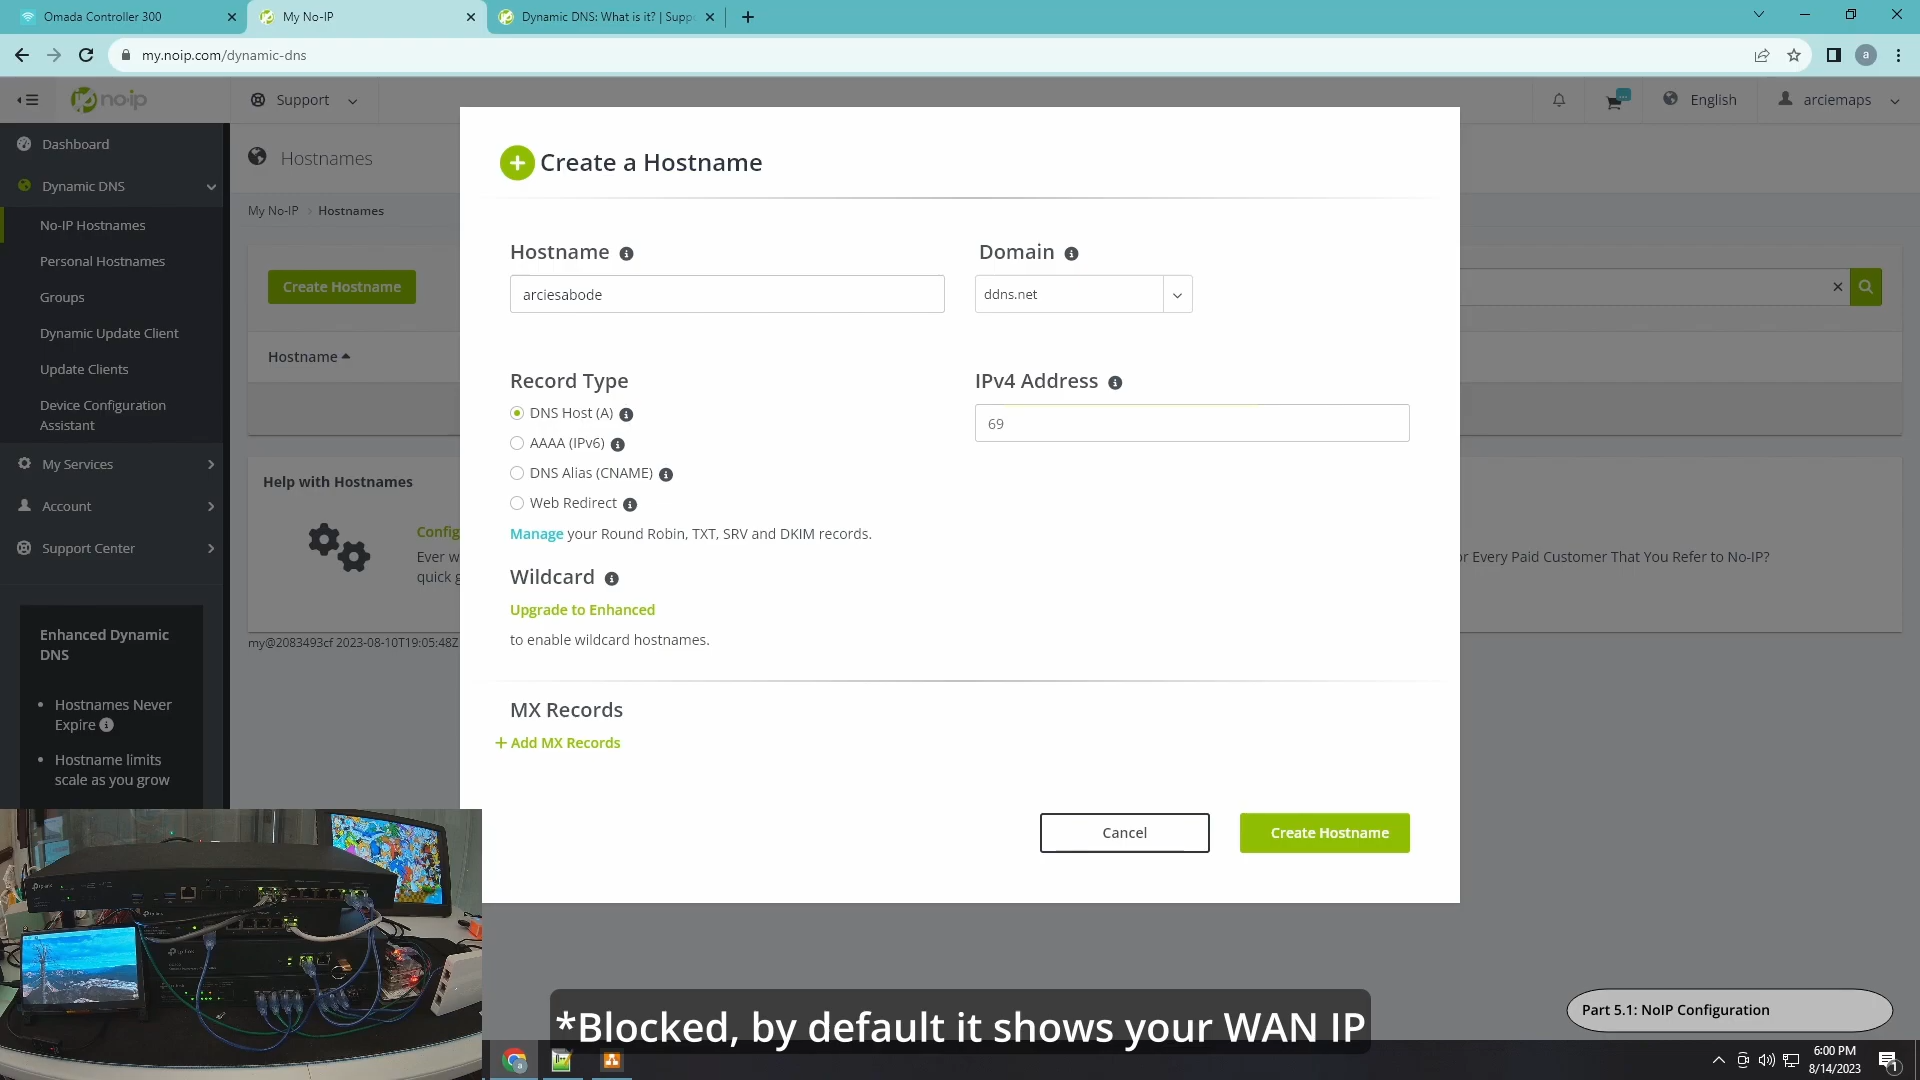 Omada Controller 300
My No-IP
Dynamic DNS: What is it? | Supp
my.noip.com/dynamic-dns
a
no-ip
Support
English
arciemaps
Dashboard
Dynamic DNS
No-IP Hostnames
Personal Hostnames
Groups
Dynamic Update Client
Update Clients
Device Configuration
Assistant
My Services
Account
Support Center
Enhanced Dynamic
DNS
Hostnames Never
Expire
Hostname limits
scale as you grow
Hostnames
My No-IP > Hostnames
Create Hostname
Hostname
Help with Hostnames
Config
Ever w
quick g
my@2083493cf 2023-08-10T19:05:48Z
or Every Paid Customer That You Refer to No-IP?
Create a Hostname
Hostname
arciesabode
Domain
ddns.net
Record Type
DNS Host (A)
AAAA (IPv6)
DNS Alias (CNAME)
Web Redirect
Manage your Round Robin, TXT, SRV and DKIM records.
IPv4 Address
69
Wildcard
Upgrade to Enhanced
to enable wildcard hostnames.
MX Records
+ Add MX Records
Cancel
Create Hostname
*Blocked, by default it shows your WAN IP
Part 5.1: NoIP Configuration
6:00 PM
8/14/2023
1